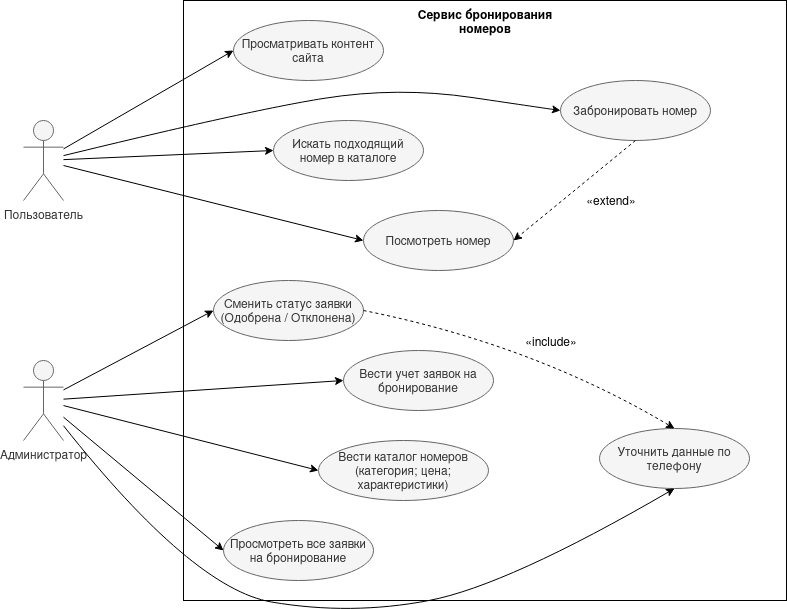 Сервис бронирования
номеров
Просматривать контент
сайта
Забронировать номер
Искать подходящий
номер в каталоге
«extend»
Пользователь
Посмотреть номер
Сменить статус заявки
(Одобрена / Отклонена)
«include»
Вести учет заявок на
бронирование
Администратор
Вести каталог номеров
(категория; цена;
характеристики)
Уточнить данные по
телефону
Просмотреть все заявки
на бронирование